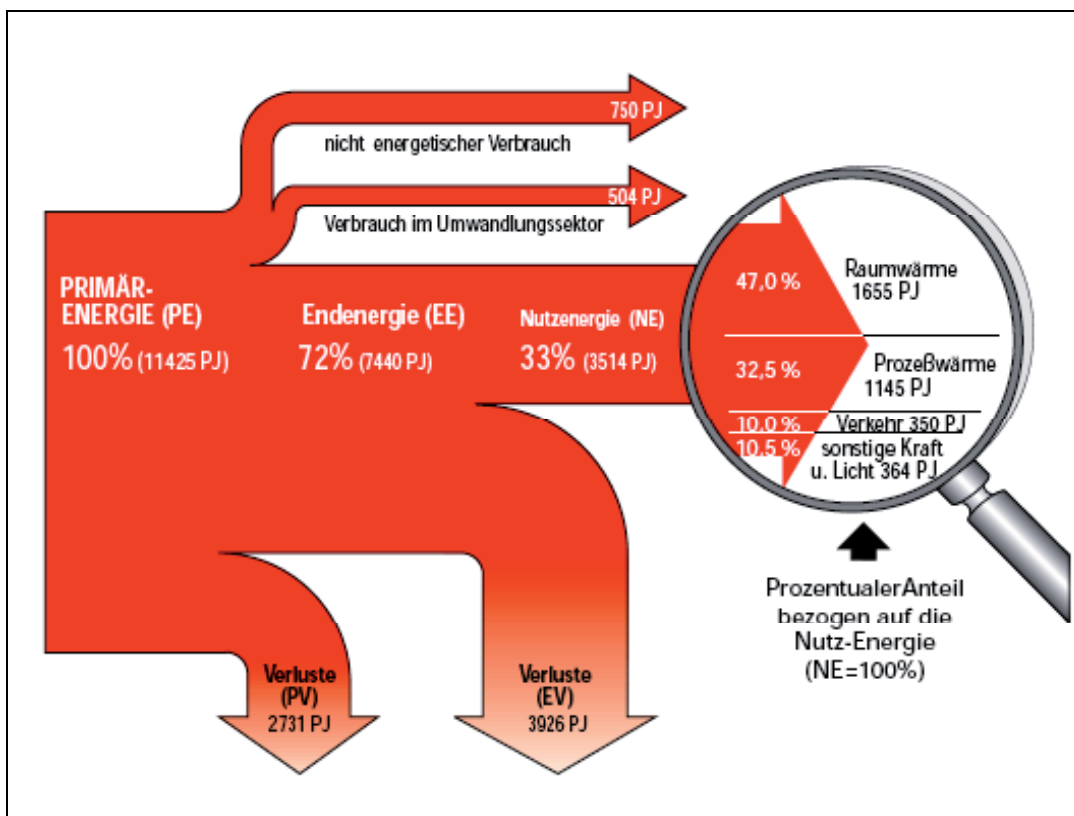 750 PJ
nicht energetischer Verbrauch
504 PJ
Verbrauch im Umwandlungssektor
PRIMÄR-
ENERGIE (PE)
100% (11425 PJ)
Endenergie (EE)
72% (7440 PJ)
Nutzenergie (NE)
33% (3514 PJ)
47,0 %
Raumwärme
1655 PJ
32,5 %
Prozeßwärme
1145 PJ
10,0 %
Verkehr 350 PJ
10,5 %
sonstige Kraft
u. Licht 364 PJ
Verluste
(PV)
2731 PJ
Verluste
(EV)
3926 PJ
ProzentualerAnteil
bezogen auf die
Nutz-Energie
(NE=100%)